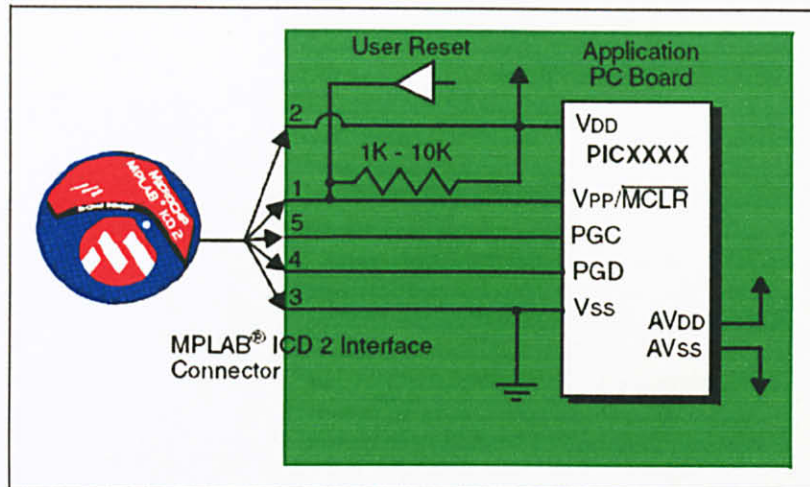 User Reset
Application
PC Board
2
VDD
1K - 10K
PICXXXX
1
VPP/MCLR
5
PGC
4
PGD
3
VSS
AVDD
AVSS
MPLAB® ICD 2 Interface
Connector
MICROCHIP
MPLAB® ICD 2